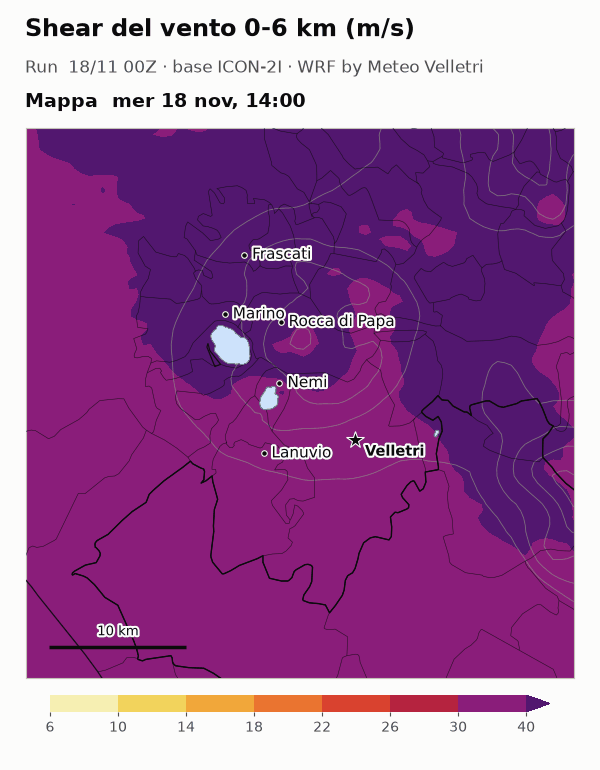 Shear del vento 0-6 km (m/s)
Run  18/11 00Z · base ICON-2I · WRF by Meteo Velletri
Mappa  mer 18 nov, 14:00
Frascati
Marino
Rocca di Papa
Nemi
Velletri
Lanuvio
10 km
6 10 14 18 22 26 30 40